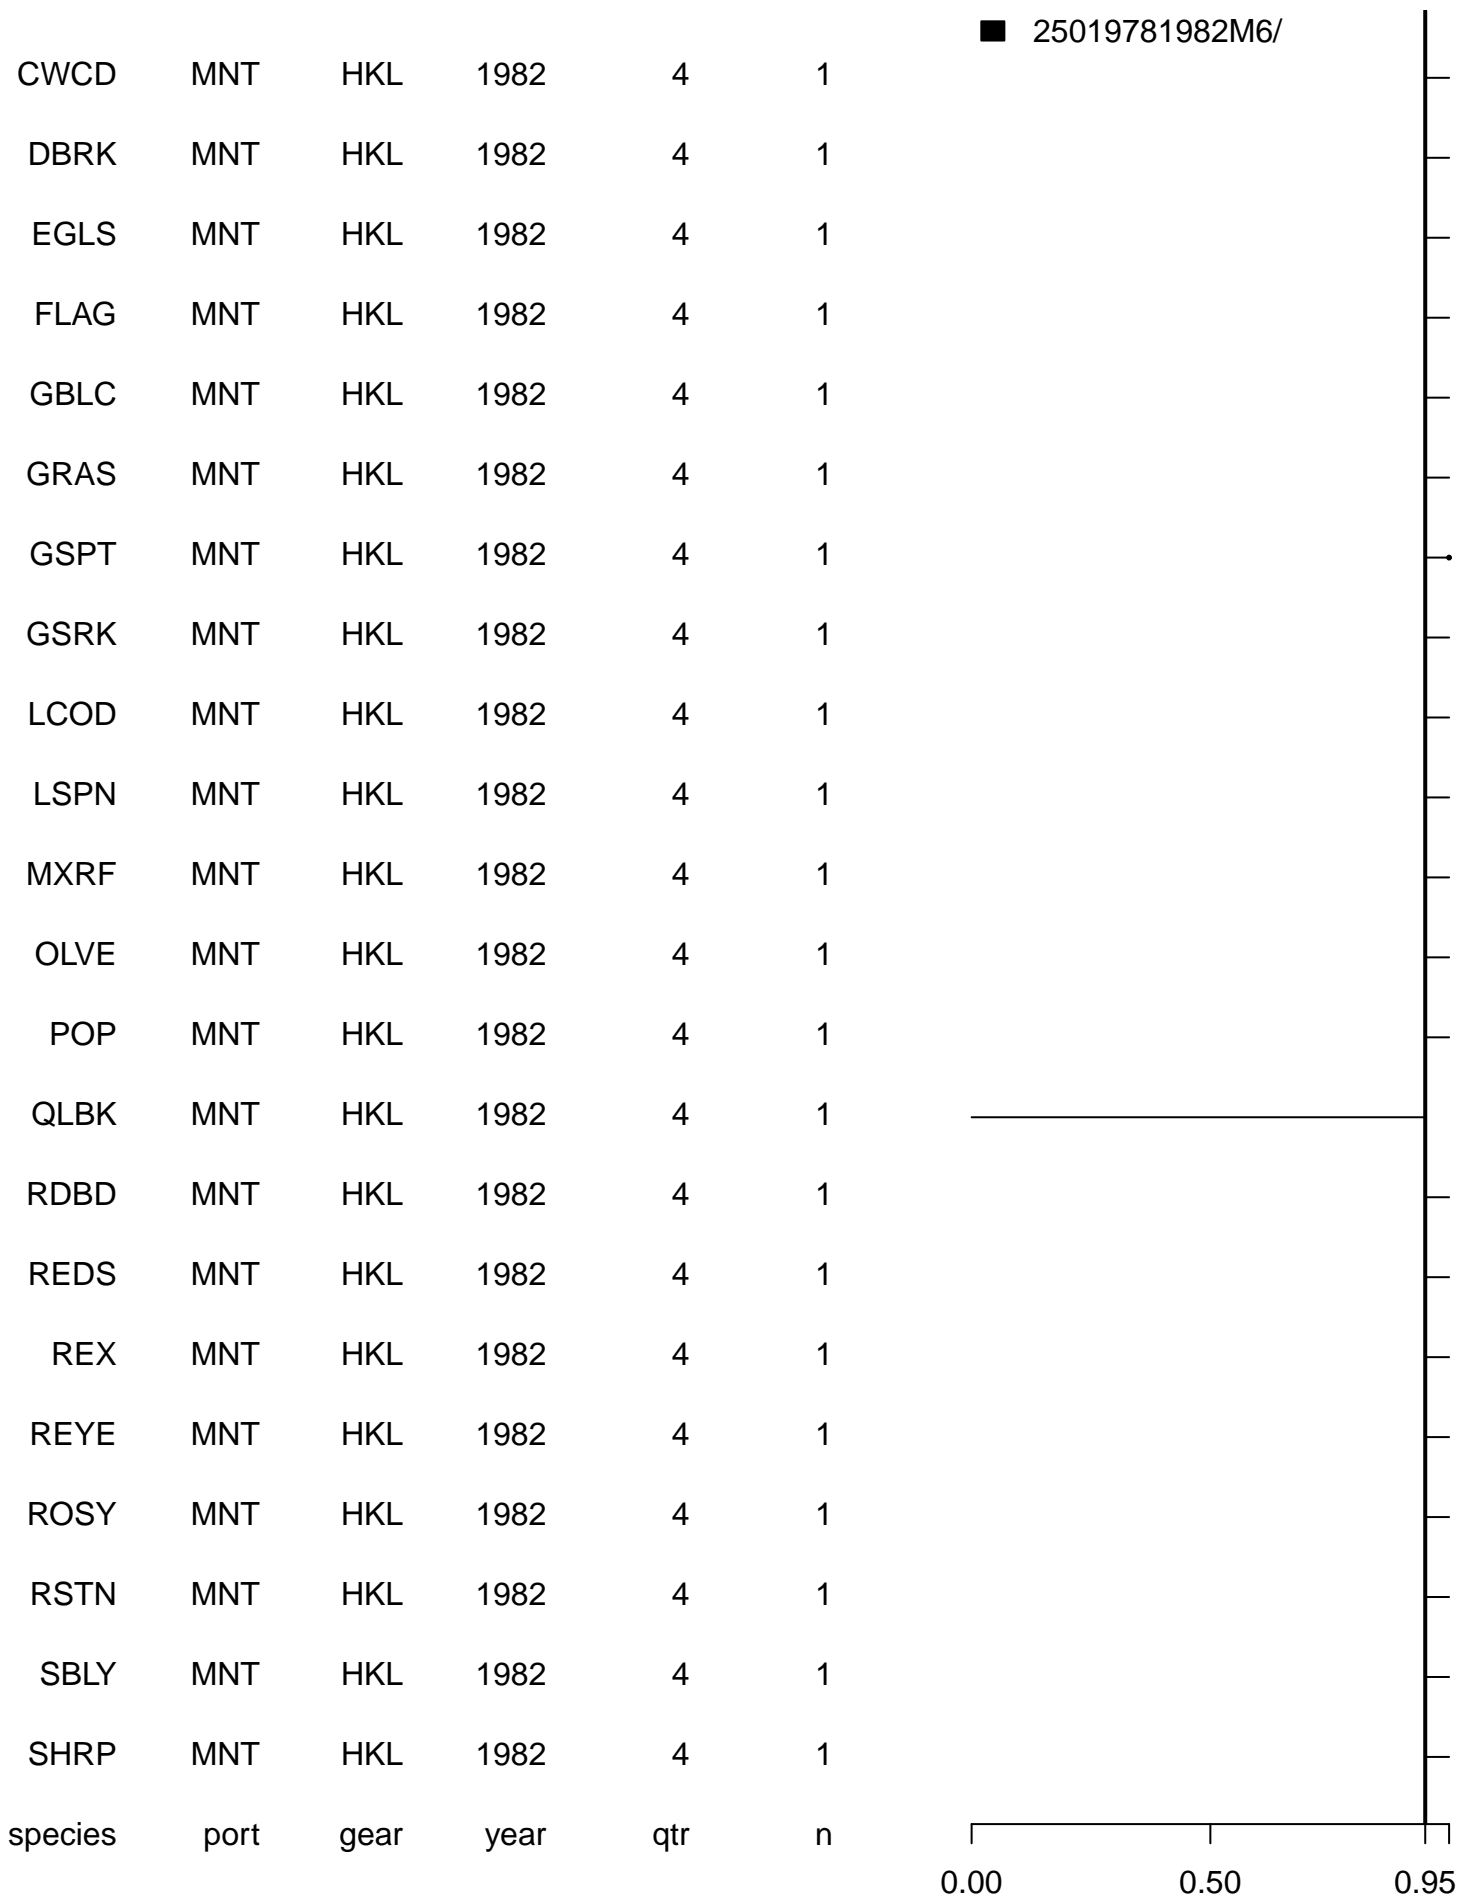 25019781982M6/
CWCD MNT HKL 1982 4 1
DBRK MNT HKL 1982 4 1
EGLS MNT HKL 1982 4 1
FLAG MNT HKL 1982 4 1
GBLC MNT HKL 1982 4 1
GRAS MNT HKL 1982 4 1
GSPT MNT HKL 1982 4 1
GSRK MNT HKL 1982 4 1
LCOD MNT HKL 1982 4 1
LSPN MNT HKL 1982 4 1
MXRF MNT HKL 1982 4 1
OLVE MNT HKL 1982 4 1
POP MNT HKL 1982 4 1
QLBK MNT HKL 1982 4 1
RDBD MNT HKL 1982 4 1
REDS MNT HKL 1982 4 1
REX MNT HKL 1982 4 1
REYE MNT HKL 1982 4 1
ROSY MNT HKL 1982 4 1
RSTN MNT HKL 1982 4 1
SBLY MNT HKL 1982 4 1
SHRP MNT HKL 1982 4 1
species port gear year qtr n
0.00 0.50 0.95